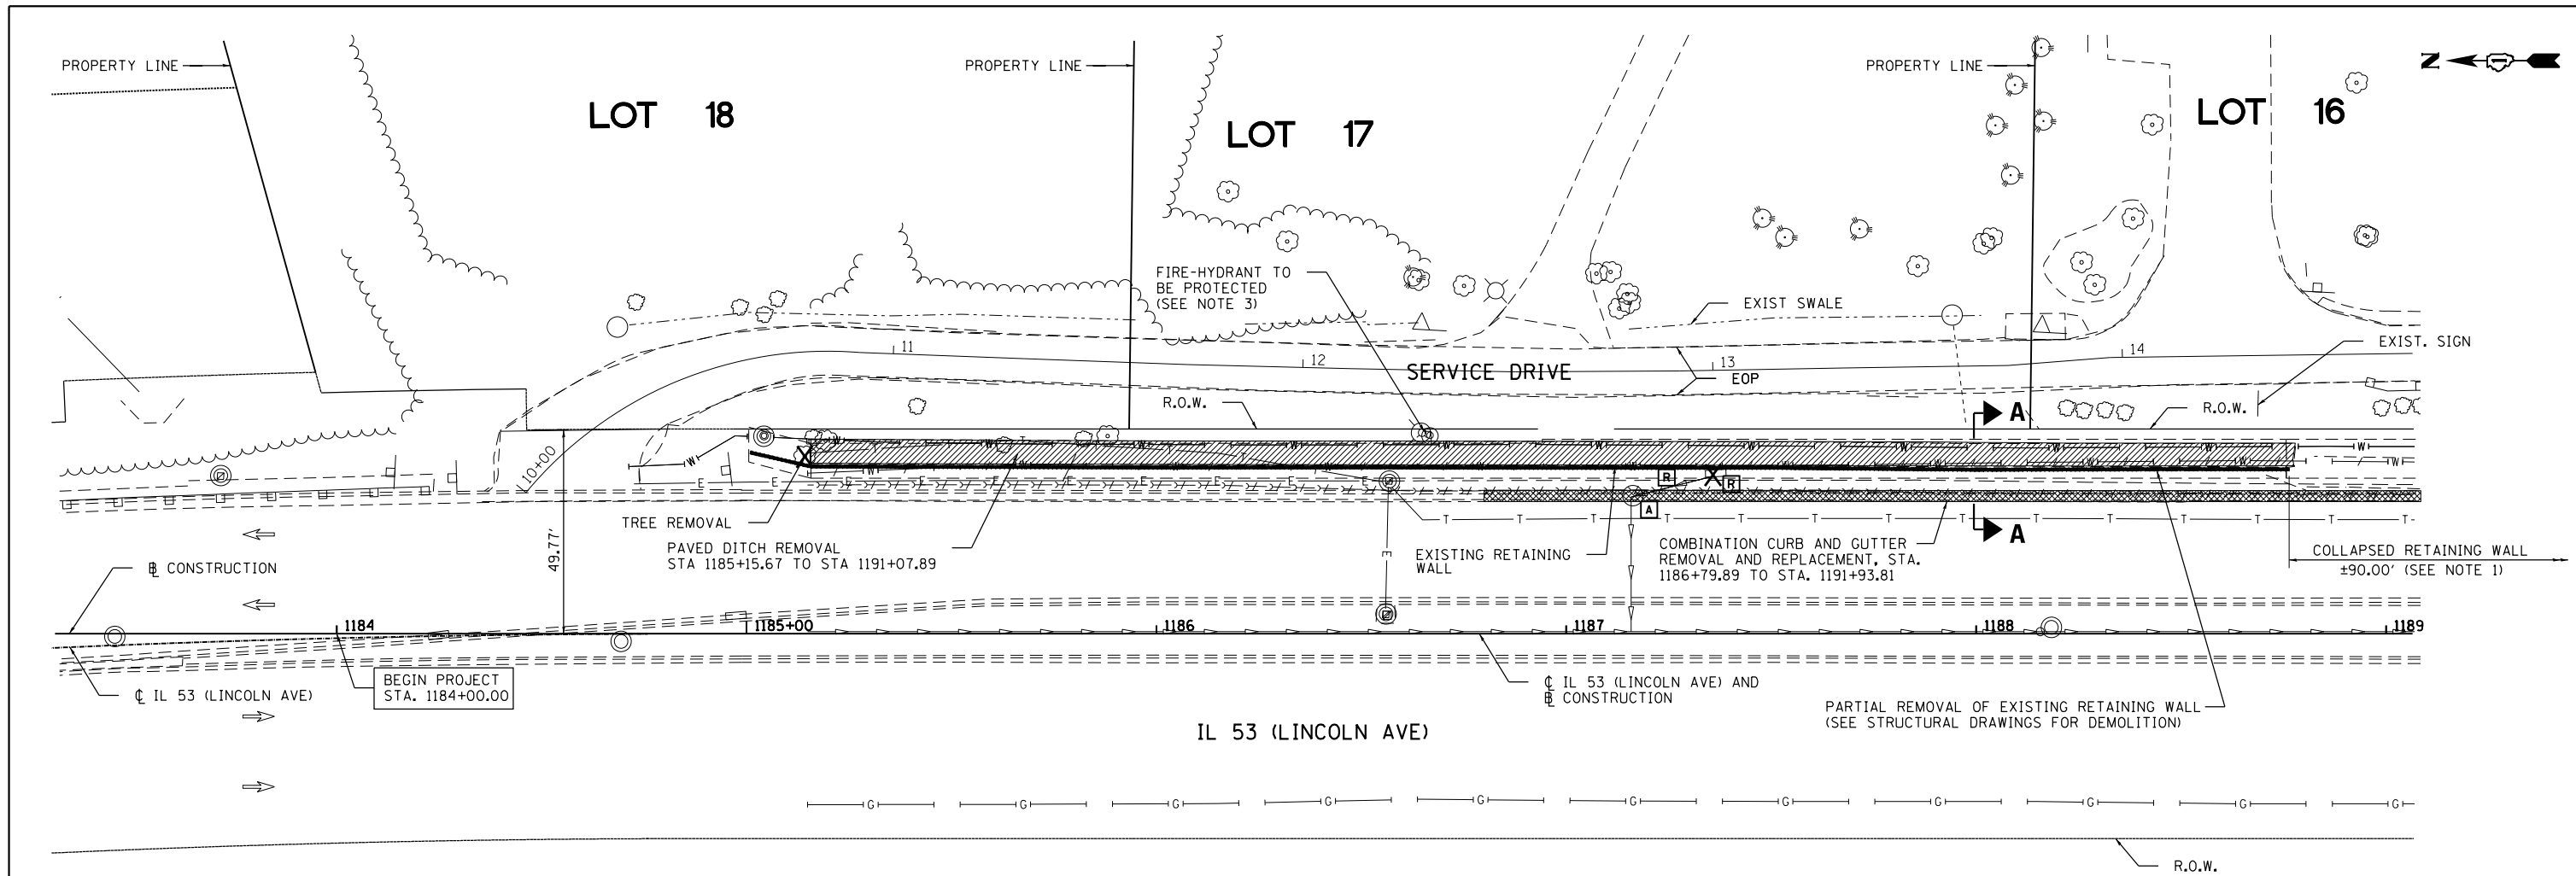 PROPERTY LINE
PROPERTY LINE
PROPERTY LINE
N
LOT 18
LOT 17
LOT 16
FIRE-HYDRANT TO
BE PROTECTED
(SEE NOTE 3)
EXIST SWALE
EXIST. SIGN
11
12
13
14
SERVICE DRIVE
EOP
R.O.W.
R.O.W.
A
10+00
W W W W W W W W W W W W
E E E E E E E E E E
T T
R
R
A
T T T T T T T T T T T T T T
E
A
TREE REMOVAL
PAVED DITCH REMOVAL
STA 1185+15.67 TO STA 1191+07.89
49.77'
EXISTING RETAINING
WALL
COMBINATION CURB AND GUTTER
REMOVAL AND REPLACEMENT, STA.
1186+79.89 TO STA. 1191+93.81
COLLAPSED RETAINING WALL
±90.00' (SEE NOTE 1)
℄ CONSTRUCTION
1184
1185+00
1186
1187
1188
1189
BEGIN PROJECT
STA. 1184+00.00
℄ IL 53 (LINCOLN AVE)
℄ IL 53 (LINCOLN AVE) AND
℄ CONSTRUCTION
PARTIAL REMOVAL OF EXISTING RETAINING WALL
(SEE STRUCTURAL DRAWINGS FOR DEMOLITION)
IL 53 (LINCOLN AVE)
G G G G G G G G G G G
R.O.W.